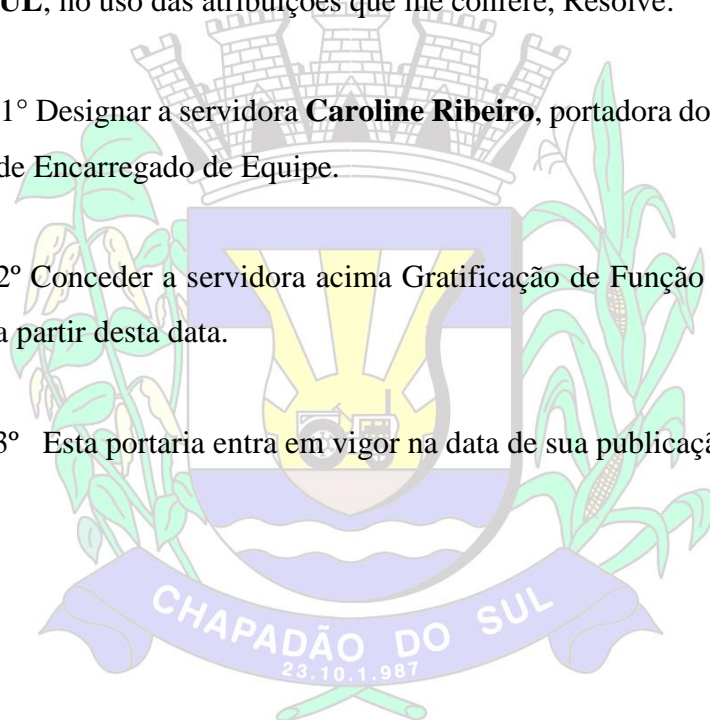 SUL, no uso das atribuições que lhe confere, Resolve:
1° Designar a servidora Caroline Ribeiro, portadora do
de Encarregado de Equipe.
2º Conceder a servidora acima Gratificação de Função
a partir desta data.
3º Esta portaria entra em vigor na data de sua
CHAPADÃO DO SUL
23.10.1.987